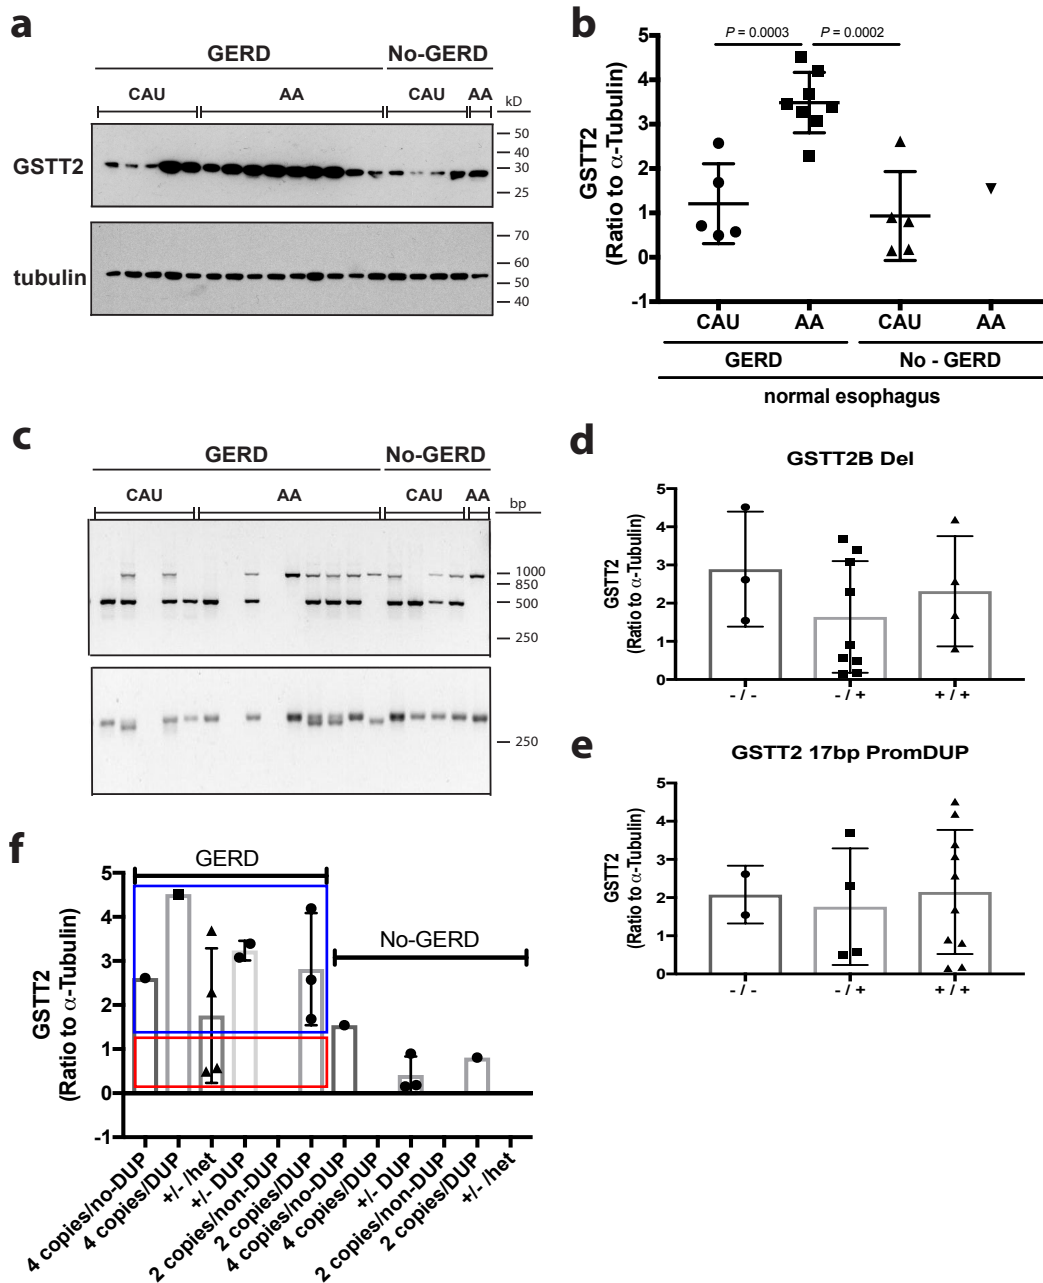 a
GERD
No-GERD
CAU
AA
CAU
AA
kD
GSTT2
50
40
30
25
tubulin
70
60
50
40
b
P = 0.0003
P = 0.0002
GSTT2
(Ratio to α-Tubulin)
5
4
3
2
1
0
-1
CAU
AA
CAU
AA
GERD
No - GERD
normal esophagus
c
GERD
No-GERD
CAU
AA
CAU
AA
bp
1000
850
500
250
250
d
GSTT2B Del
GSTT2
(Ratio to α-Tubulin)
5
4
3
2
1
0
- / -
- / +
+ / +
e
GSTT2 17bp PromDUP
GSTT2
(Ratio to α-Tubulin)
5
4
3
2
1
0
- / -
- / +
+ / +
f
GERD
No-GERD
GSTT2
(Ratio to α-Tubulin)
5
4
3
2
1
0
-1
4 copies/no-DUP
4 copies/DUP
+/- /het
+/- DUP
2 copies/non-DUP
2 copies/DUP
4 copies/no-DUP
4 copies/DUP
+/- DUP
2 copies/non-DUP
2 copies/DUP
+/- /het